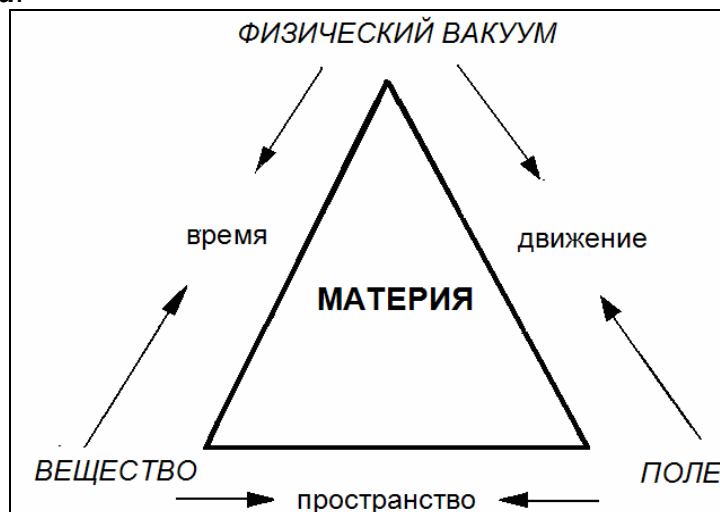 ФИЗИЧЕСКИЙ ВАКУУМ
время
движение
МАТЕРИЯ
ВЕЩЕСТВО
ПОЛЕ
пространство